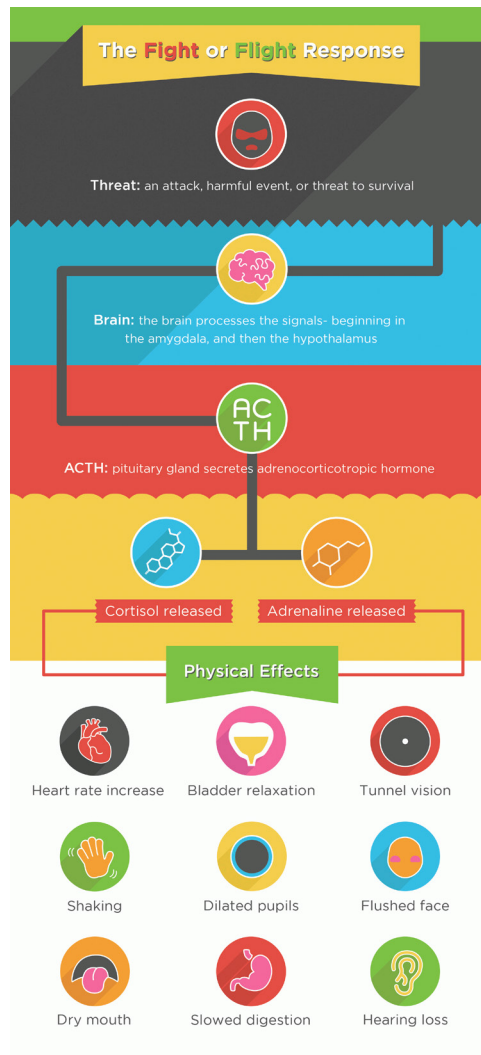 The Fight or Flight Response
Threat: an attack, harmful event, or threat to survival
Brain: the brain processes the signals- beginning in
the amygdala, and then the hypothalamus
AC
TH
ACTH: pituitary gland secretes adrenocorticotropic hormone
Cortisol released
Adrenaline released
Physical Effects
Heart rate increase
Bladder relaxation
Tunnel vision
Shaking
Dilated pupils
Flushed face
Dry mouth
Slowed digestion
Hearing loss